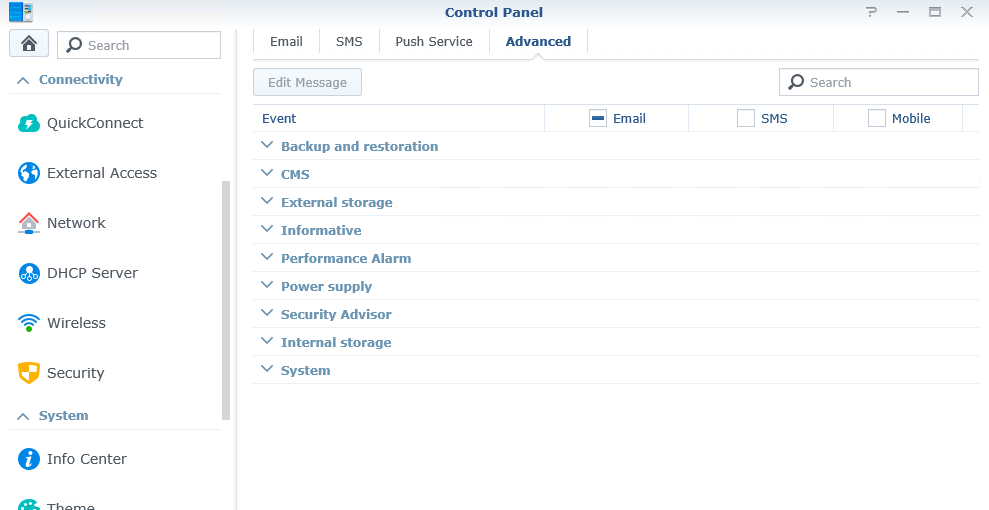 Control Panel
Search
Connectivity
QuickConnect
External Access
Network
DHCP Server
Wireless
Security
System
Info Center
Theme
Email SMS Push Service Advanced
Edit Message
Search
Event Email SMS Mobile
Backup and restoration
CMS
External storage
Informative
Performance Alarm
Power supply
Security Advisor
Internal storage
System